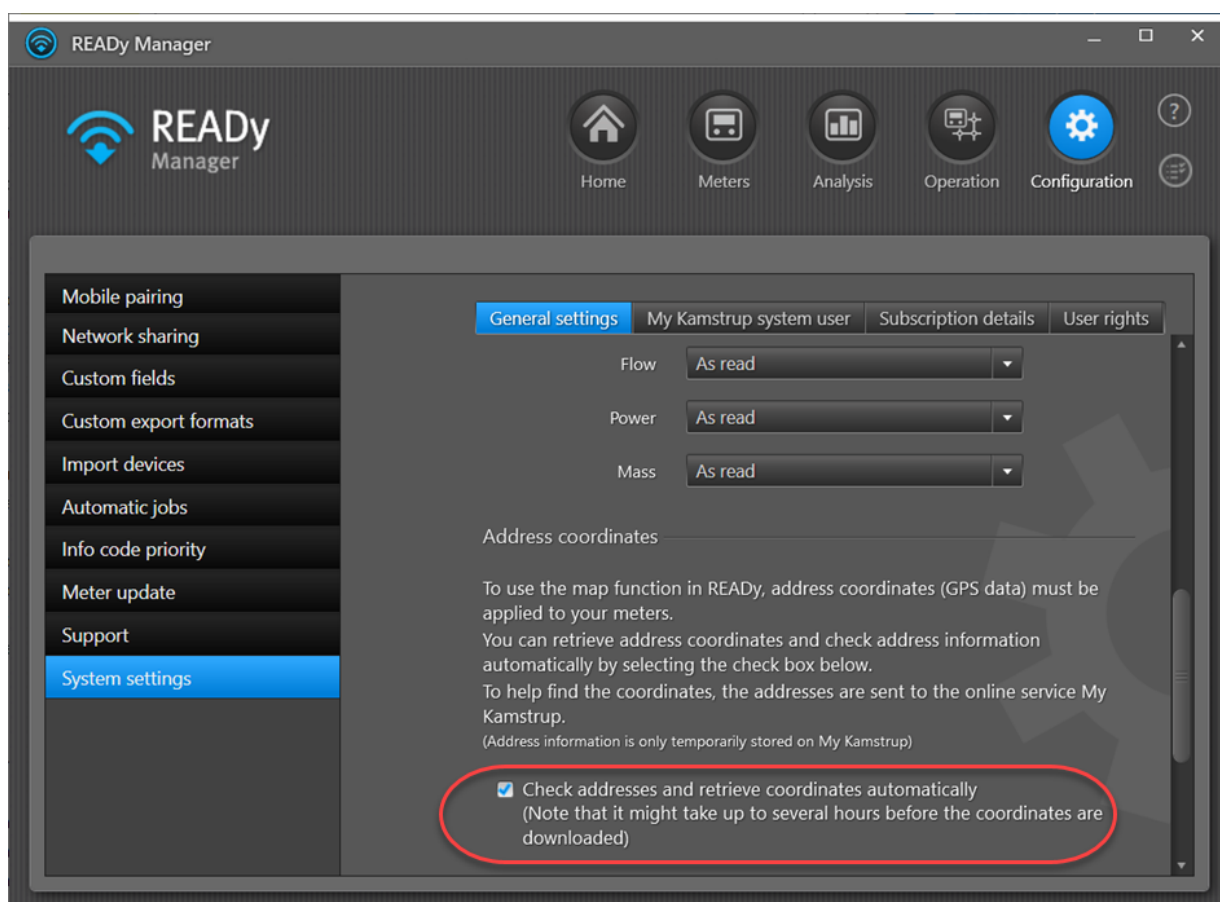 READy Manager
READy
Manager
?
Home
Meters
Analysis
Operation
Configuration
Mobile pairing
Network sharing
Custom fields
Custom export formats
Import devices
Automatic jobs
Info code priority
Meter update
Support
System settings
General settings
My Kamstrup system user
Subscription details
User rights
Flow
As read
Power
As read
Mass
As read
Address coordinates
To use the map function in READy, address coordinates (GPS data) must be
applied to your meters.
You can retrieve address coordinates and check address information
automatically by selecting the check box below.
To help find the coordinates, the addresses are sent to the online service My
Kamstrup.
(Address information is only temporarily stored on My Kamstrup)
Check addresses and retrieve coordinates automatically
(Note that it might take up to several hours before the coordinates are
downloaded)